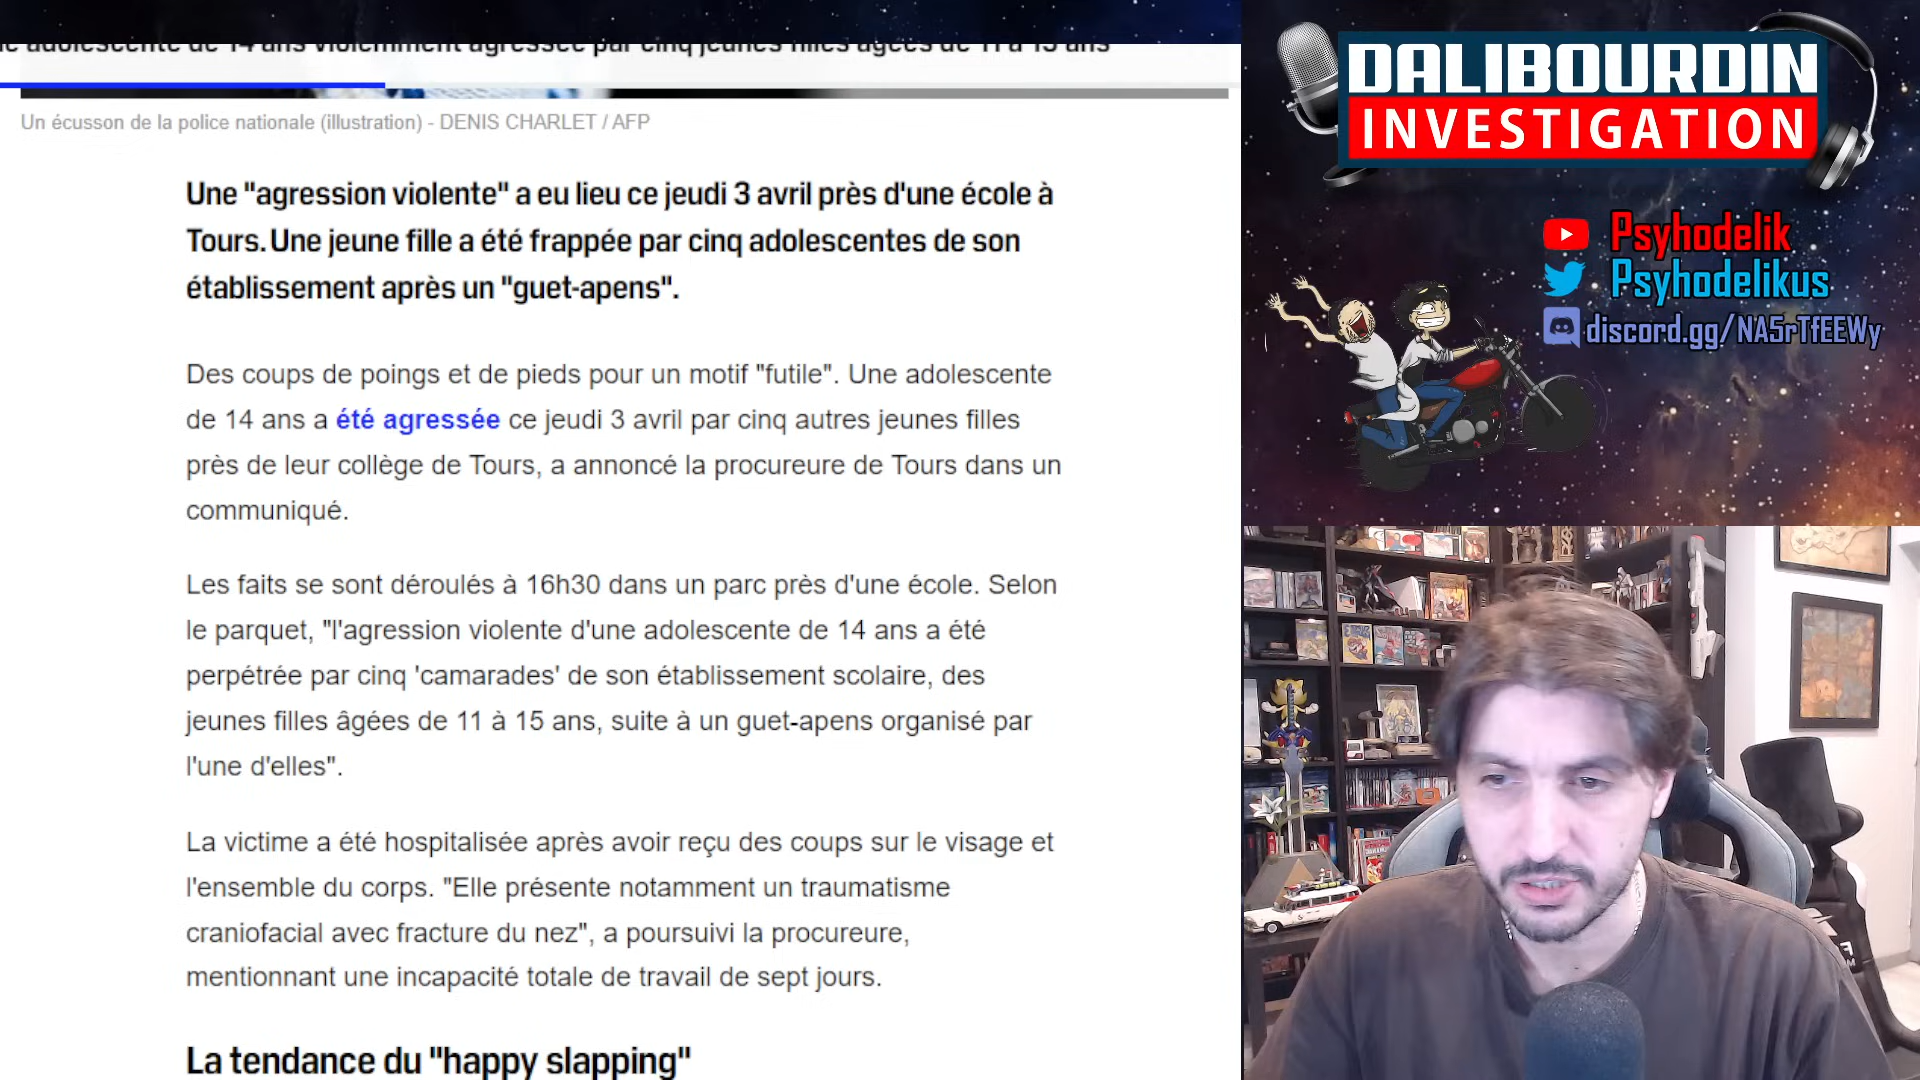 adolescente de 14 ans violemment agressée par cinq jeunes filles âgées de 11 à 15 ans
Un écusson de la police nationale (illustration) - DENIS CHARLET / AFP
Une "agression violente" a eu lieu ce jeudi 3 avril près d'une école à
Tours. Une jeune fille a été frappée par cinq adolescentes de son
établissement après un "guet-apens".
Des coups de poings et de pieds pour un motif "futile". Une adolescente
de 14 ans a été agressée ce jeudi 3 avril par cinq autres jeunes filles
près de leur collège de Tours, a annoncé la procureure de Tours dans un
communiqué.
Les faits se sont déroulés à 16h30 dans un parc près d'une école. Selon
le parquet, "l'agression violente d'une adolescente de 14 ans a été
perpétrée par cinq 'camarades' de son établissement scolaire, des
jeunes filles âgées de 11 à 15 ans, suite à un guet-apens organisé par
l'une d'elles".
La victime a été hospitalisée après avoir reçu des coups sur le visage et
l'ensemble du corps. "Elle présente notamment un traumatisme
craniofacial avec fracture du nez", a poursuivi la procureure,
mentionnant une incapacité totale de travail de sept jours.
La tendance du "happy slapping"
DALIBOURDIN
INVESTIGATION
Psyhodelik
Psyhodelikus
discord.gg/NA5rTfEEWy